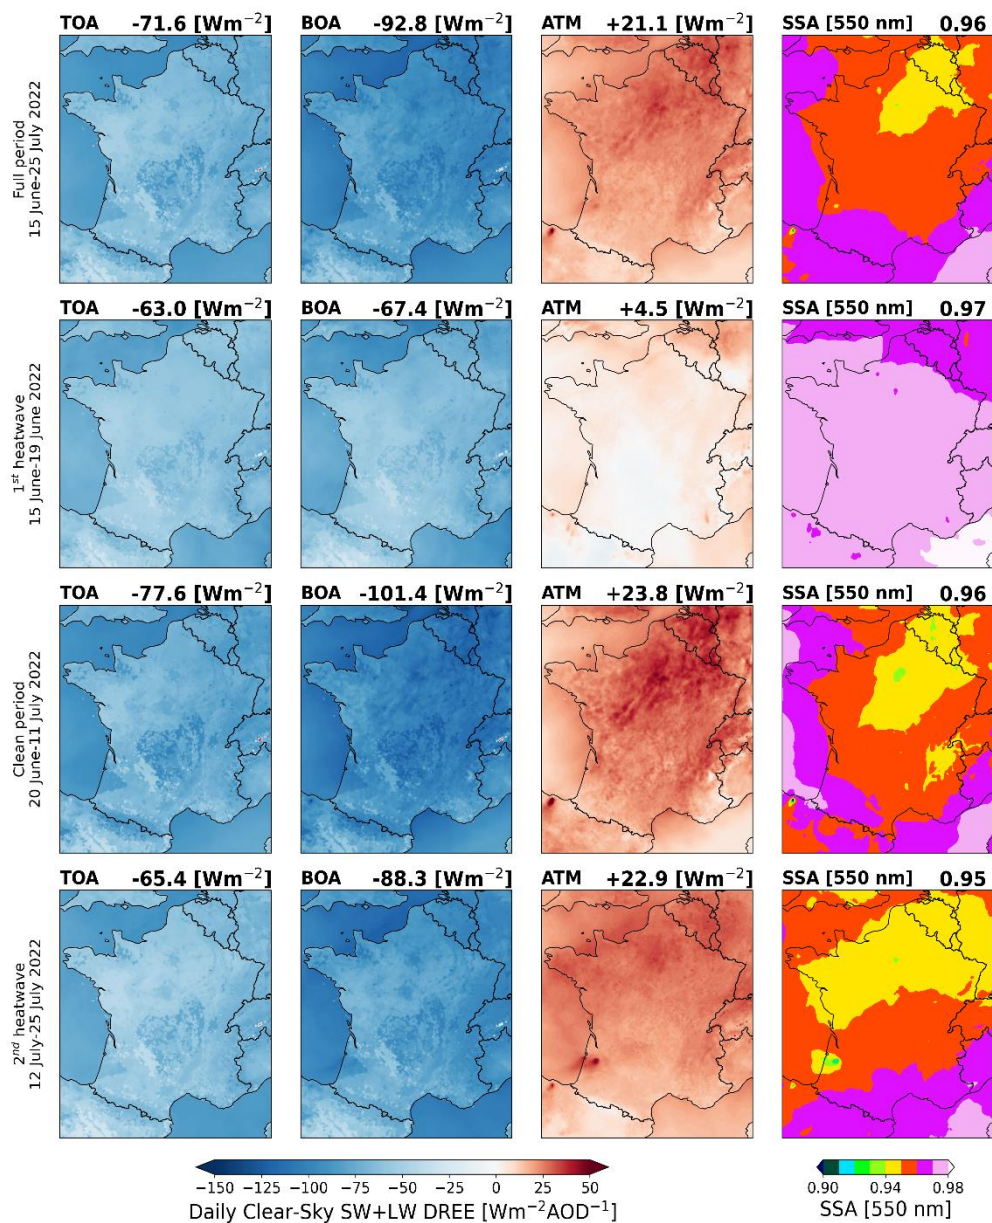 TOA -71.6 [Wm⁻²] BOA -92.8 [Wm⁻²] ATM +21.1 [Wm⁻²] SSA [550 nm] 0.96
Full period
15 June-25 July 2022
TOA -63.0 [Wm⁻²] BOA -67.4 [Wm⁻²] ATM +4.5 [Wm⁻²] SSA [550 nm] 0.97
1st heatwave
15 June-19 June 2022
TOA -77.6 [Wm⁻²] BOA -101.4 [Wm⁻²] ATM +23.8 [Wm⁻²] SSA [550 nm] 0.96
Clean period
20 June-11 July 2022
TOA -65.4 [Wm⁻²] BOA -88.3 [Wm⁻²] ATM +22.9 [Wm⁻²] SSA [550 nm] 0.95
2nd heatwave
12 July-25 July 2022
−150 −125 −100 −75 −50 −25 0 25 50
Daily Clear-Sky SW+LW DREE [Wm⁻²AOD⁻¹]
0.90 0.94 0.98
SSA [550 nm]